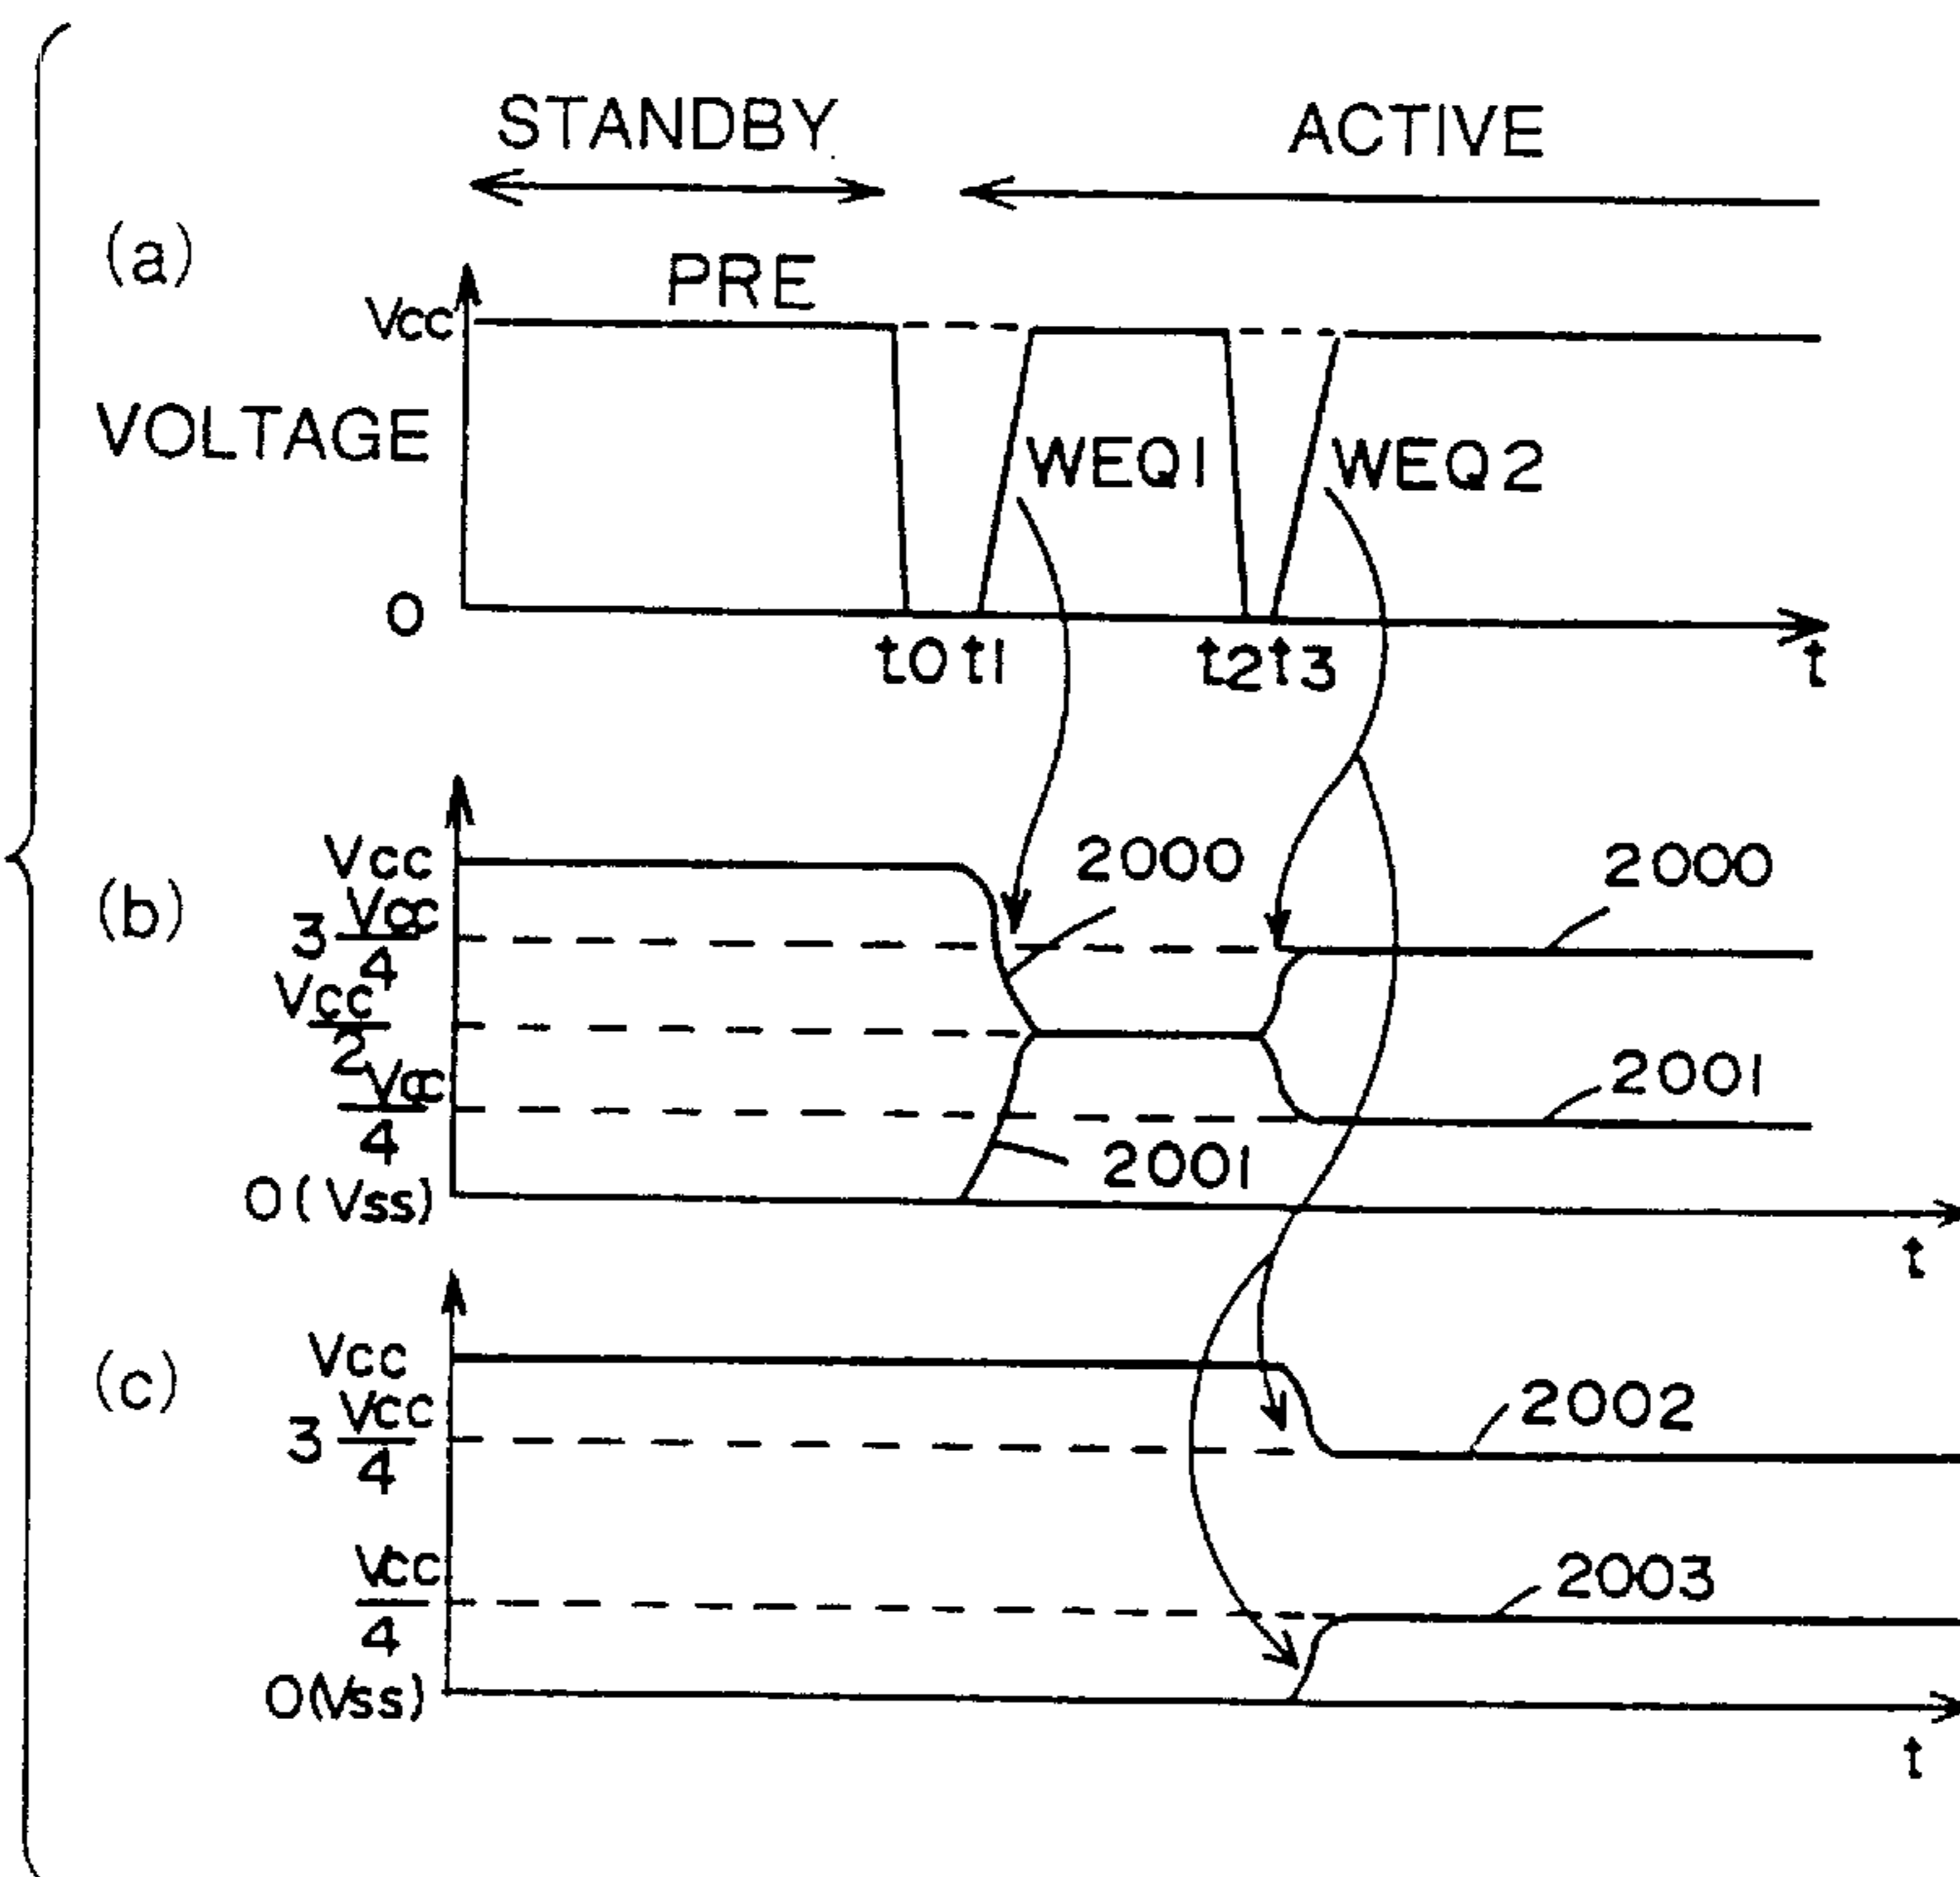 STANDBY ACTIVE
(a)
PRE
Vcc
VOLTAGE
WEQ1 WEQ2
0
t0 t1 t2 t3 t
(b)
Vcc
2000 2000
3 Vcc/4
Vcc/2
Vcc/4
2001
2001
0 (Vss)
t
(c)
Vcc
3 Vcc/4
2002
Vcc/4
2003
0(Vss)
t